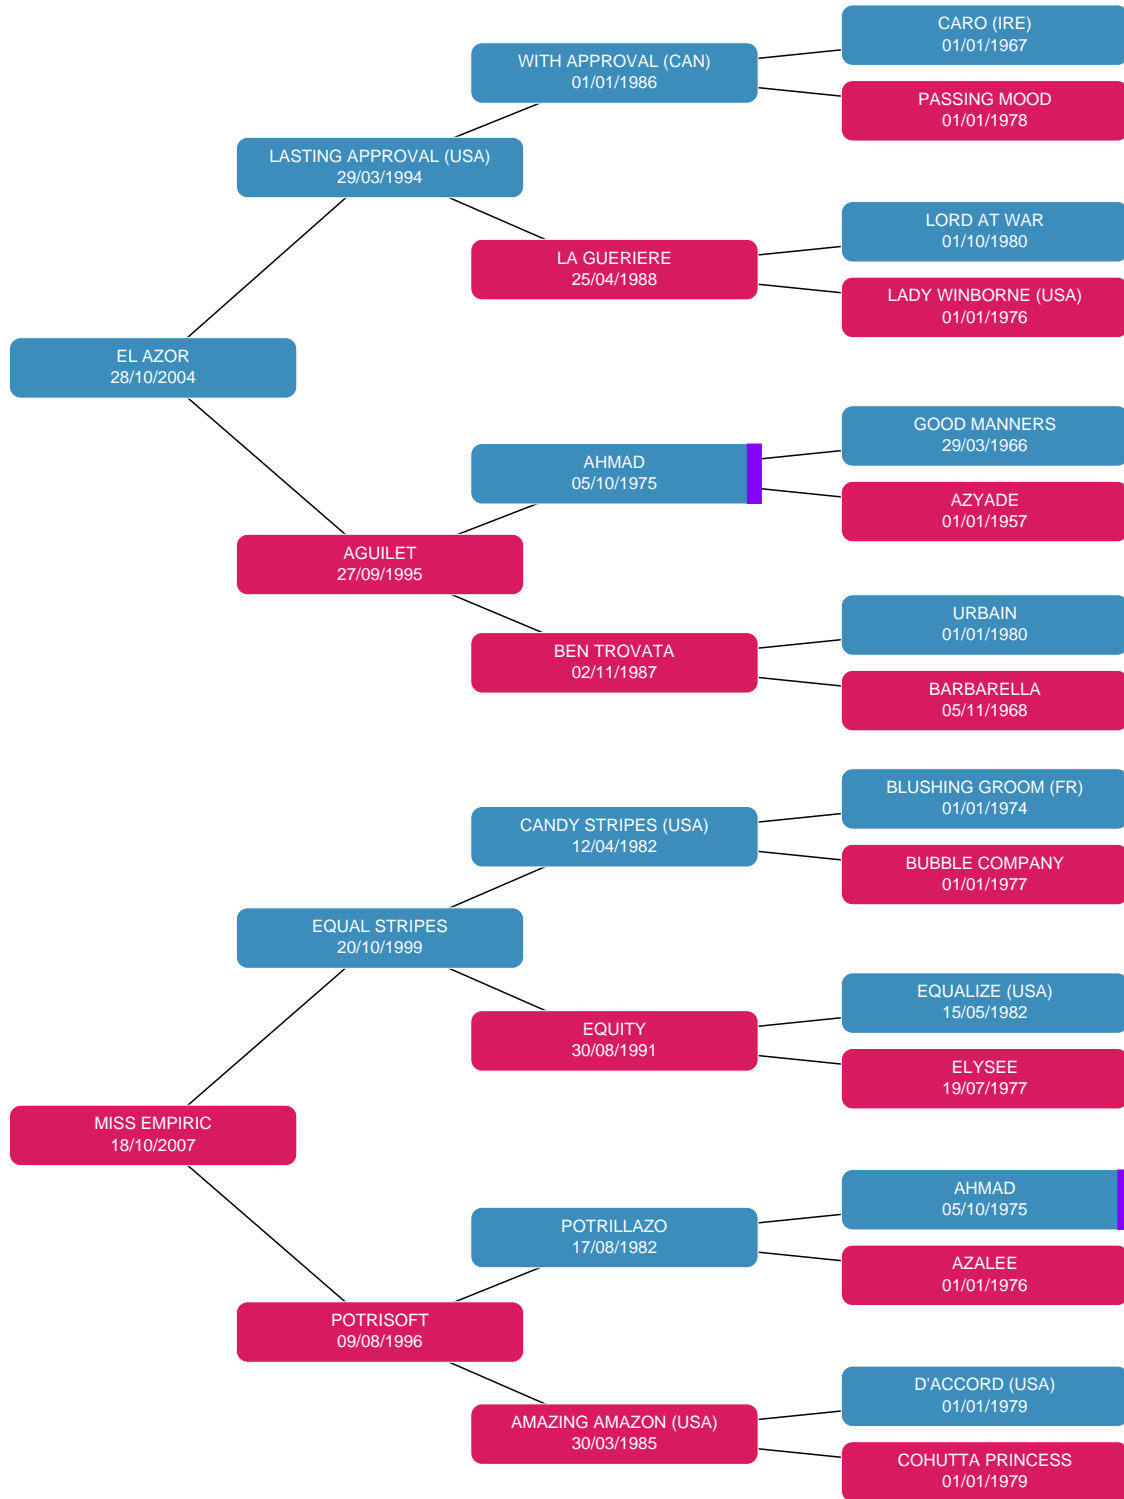 CARO (IRE)
01/01/1967
WITH APPROVAL (CAN)
01/01/1986
PASSING MOOD
01/01/1978
LASTING APPROVAL (USA)
29/03/1994
LORD AT WAR
01/10/1980
LA GUERIERE
25/04/1988
LADY WINBORNE (USA)
01/01/1976
EL AZOR
28/10/2004
GOOD MANNERS
29/03/1966
AHMAD
05/10/1975
AZYADE
01/01/1957
AGUILET
27/09/1995
URBAIN
01/01/1980
BEN TROVATA
02/11/1987
BARBARELLA
05/11/1968
BLUSHING GROOM (FR)
01/01/1974
CANDY STRIPES (USA)
12/04/1982
BUBBLE COMPANY
01/01/1977
EQUAL STRIPES
20/10/1999
EQUALIZE (USA)
15/05/1982
EQUITY
30/08/1991
ELYSEE
19/07/1977
MISS EMPIRIC
18/10/2007
AHMAD
05/10/1975
POTRILLAZO
17/08/1982
AZALEE
01/01/1976
POTRISOFT
09/08/1996
D'ACCORD (USA)
01/01/1979
AMAZING AMAZON (USA)
30/03/1985
COHUTTA PRINCESS
01/01/1979